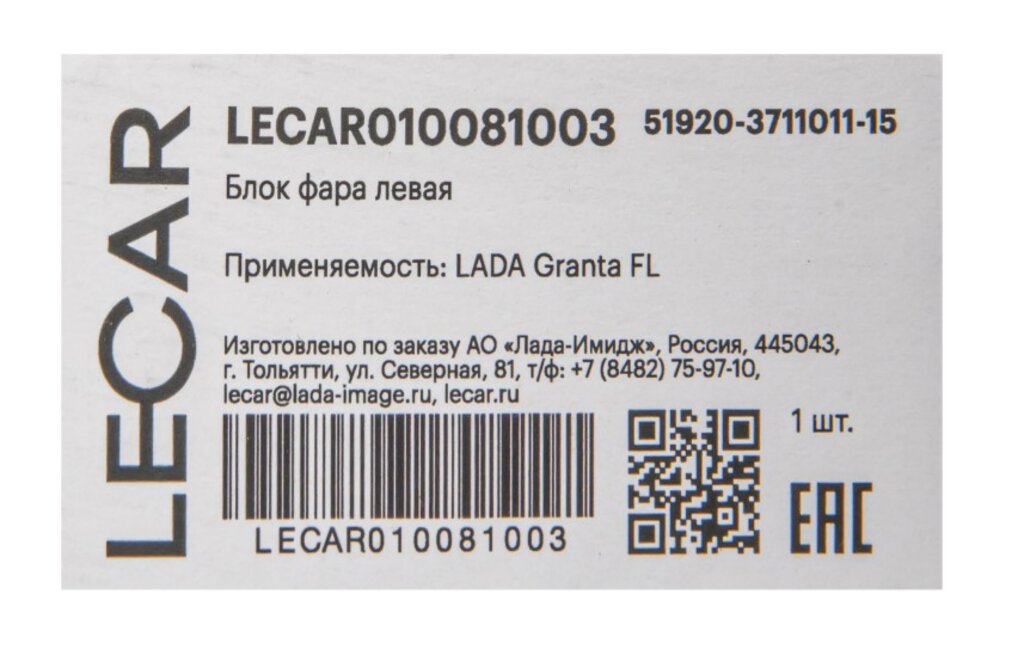 LECAR
LECAR010081003 51920-3711011-15
Блок фара левая
Применяемость: LADA Granta FL
Изготовлено по заказу АО «Лада-Имидж», Россия, 445043,
г. Тольятти, ул. Северная, 81, т/ф: +7 (8482) 75-97-10,
lecar@lada-image.ru, lecar.ru
1 шт.
LECAR010081003
EAC